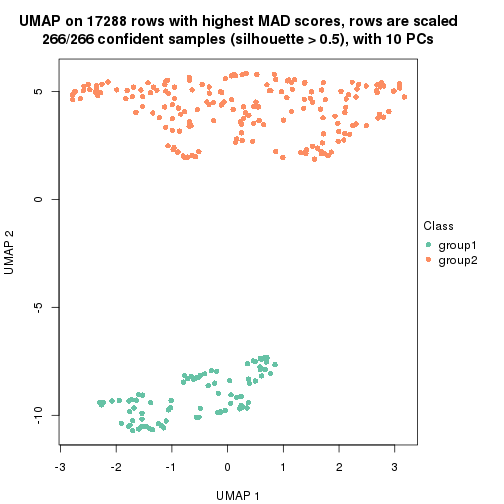 UMAP on 17288 rows with highest MAD scores, rows are scaled
266/266 confident samples (silhouette > 0.5), with 10 PCs
5
0
-5
-10
UMAP 2
-3 -2 -1 0 1 2 3
UMAP 1
Class
group1
group2